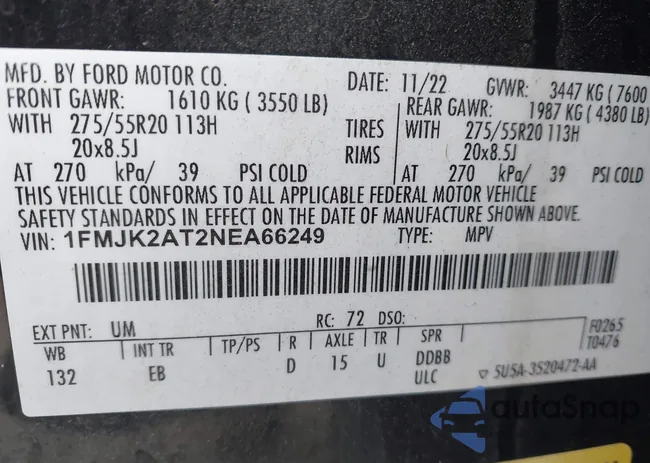 MFD. BY FORD MOTOR CO. DATE: 11/22 GVWR: 3447 KG (7600
FRONT GAWR: 1610 KG ( 3550 LB) REAR GAWR: 1987 KG ( 4380 LB)
WITH 275/55R20 113H TIRES WITH 275/55R20 113H
20x8.5J RIMS 20x8.5J
AT 270 kPa/ 39 PSI COLD AT 270 kPa/ 39 PSI COLD
THIS VEHICLE CONFORMS TO ALL APPLICABLE FEDERAL MOTOR VEHICLE
SAFETY STANDARDS IN EFFECT ON THE DATE OF MANUFACTURE SHOWN ABOVE.
VIN: 1FMJK2AT2NEA66249 TYPE: MPV
EXT PNT: UM RC: 72 DSO: F0265
WB INT TR TP/PS R AXLE TR SPR T0476
132 EB D 15 U DDBB
ULC 5U5A-3520472-AA
autoSnap